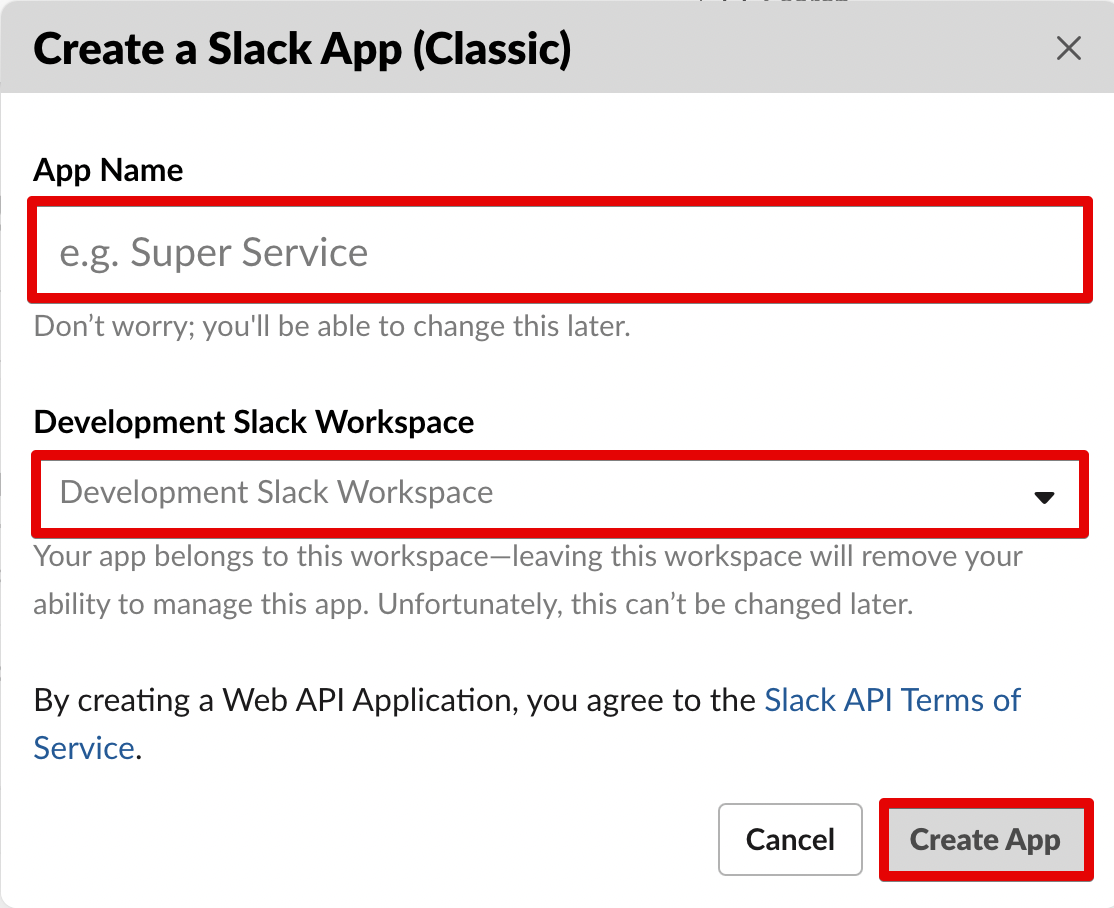 Create a Slack App (Classic)
App Name
e.g. Super Service
Don’t worry; you'll be able to change this later.
Development Slack Workspace
Development Slack Workspace
Your app belongs to this workspace—leaving this workspace will remove your
ability to manage this app. Unfortunately, this can’t be changed later.
By creating a Web API Application, you agree to the Slack API Terms of
Service.
Cancel
Create App